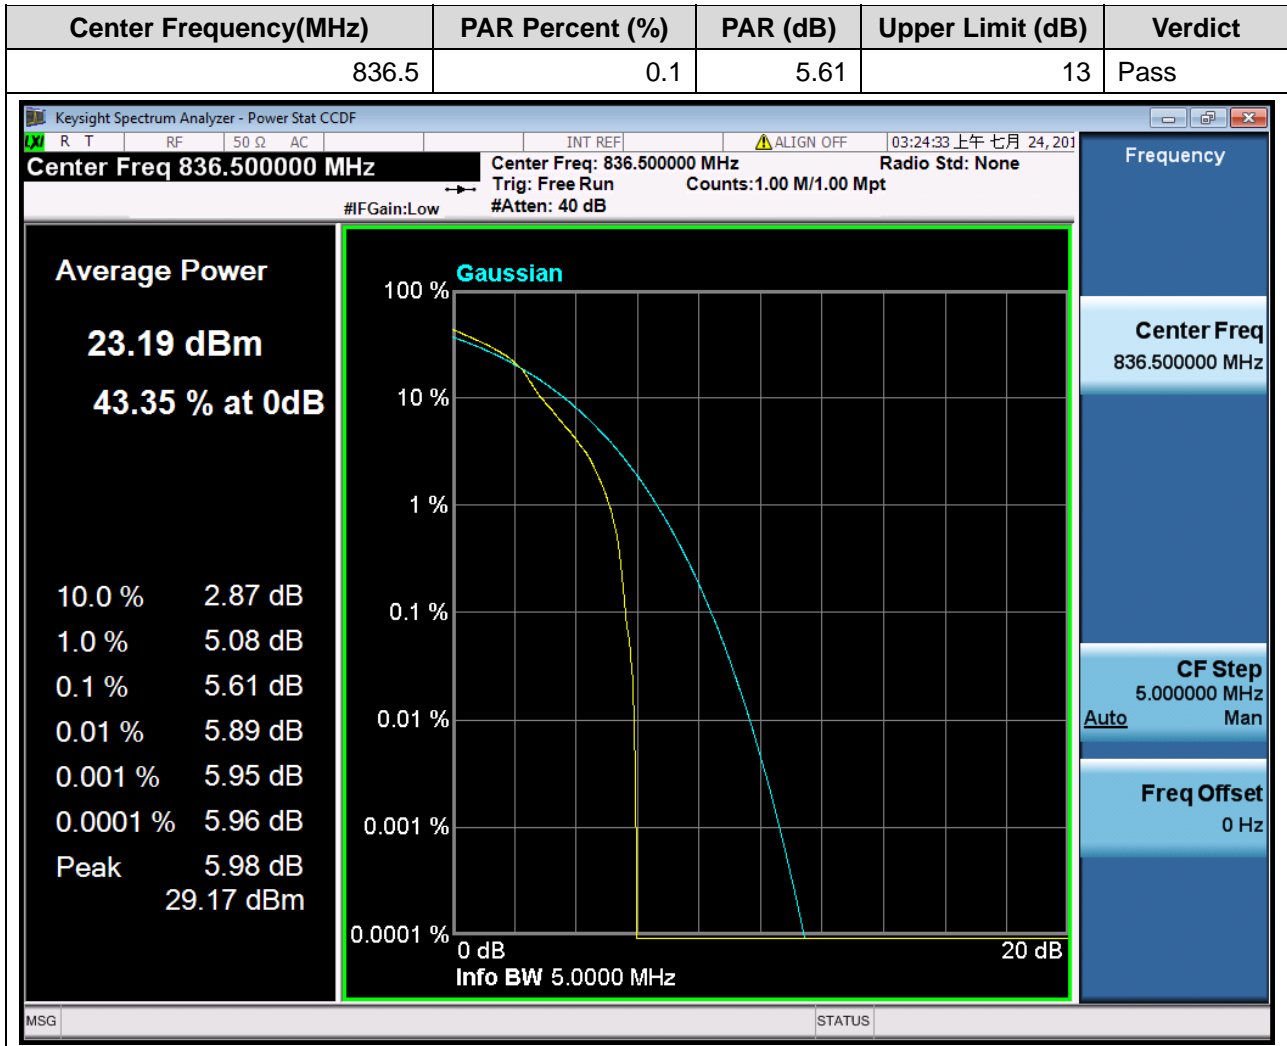 Center Frequency(MHz) PAR Percent (%) PAR (dB) Upper Limit (dB) Verdict
836.5 0.1 5.61 13 Pass
Keysight Spectrum Analyzer - Power Stat CCDF
LXI R T RF 50 Ω AC INT REF ALIGN OFF 03:24:33 上午 七月 24, 201
Center Freq 836.500000 MHz
Center Freq: 836.500000 MHz Radio Std: None
Trig: Free Run Counts:1.00 M/1.00 Mpt
#IFGain:Low #Atten: 40 dB
Frequency
Average Power
23.19 dBm
43.35 % at 0dB
10.0 % 2.87 dB
1.0 % 5.08 dB
0.1 % 5.61 dB
0.01 % 5.89 dB
0.001 % 5.95 dB
0.0001 % 5.96 dB
Peak 5.98 dB
29.17 dBm
Gaussian
100 %
10 %
1 %
0.1 %
0.01 %
0.001 %
0.0001 %
0 dB 20 dB
Info BW 5.0000 MHz
Center Freq
836.500000 MHz
CF Step
5.000000 MHz
Auto Man
Freq Offset
0 Hz
MSG STATUS